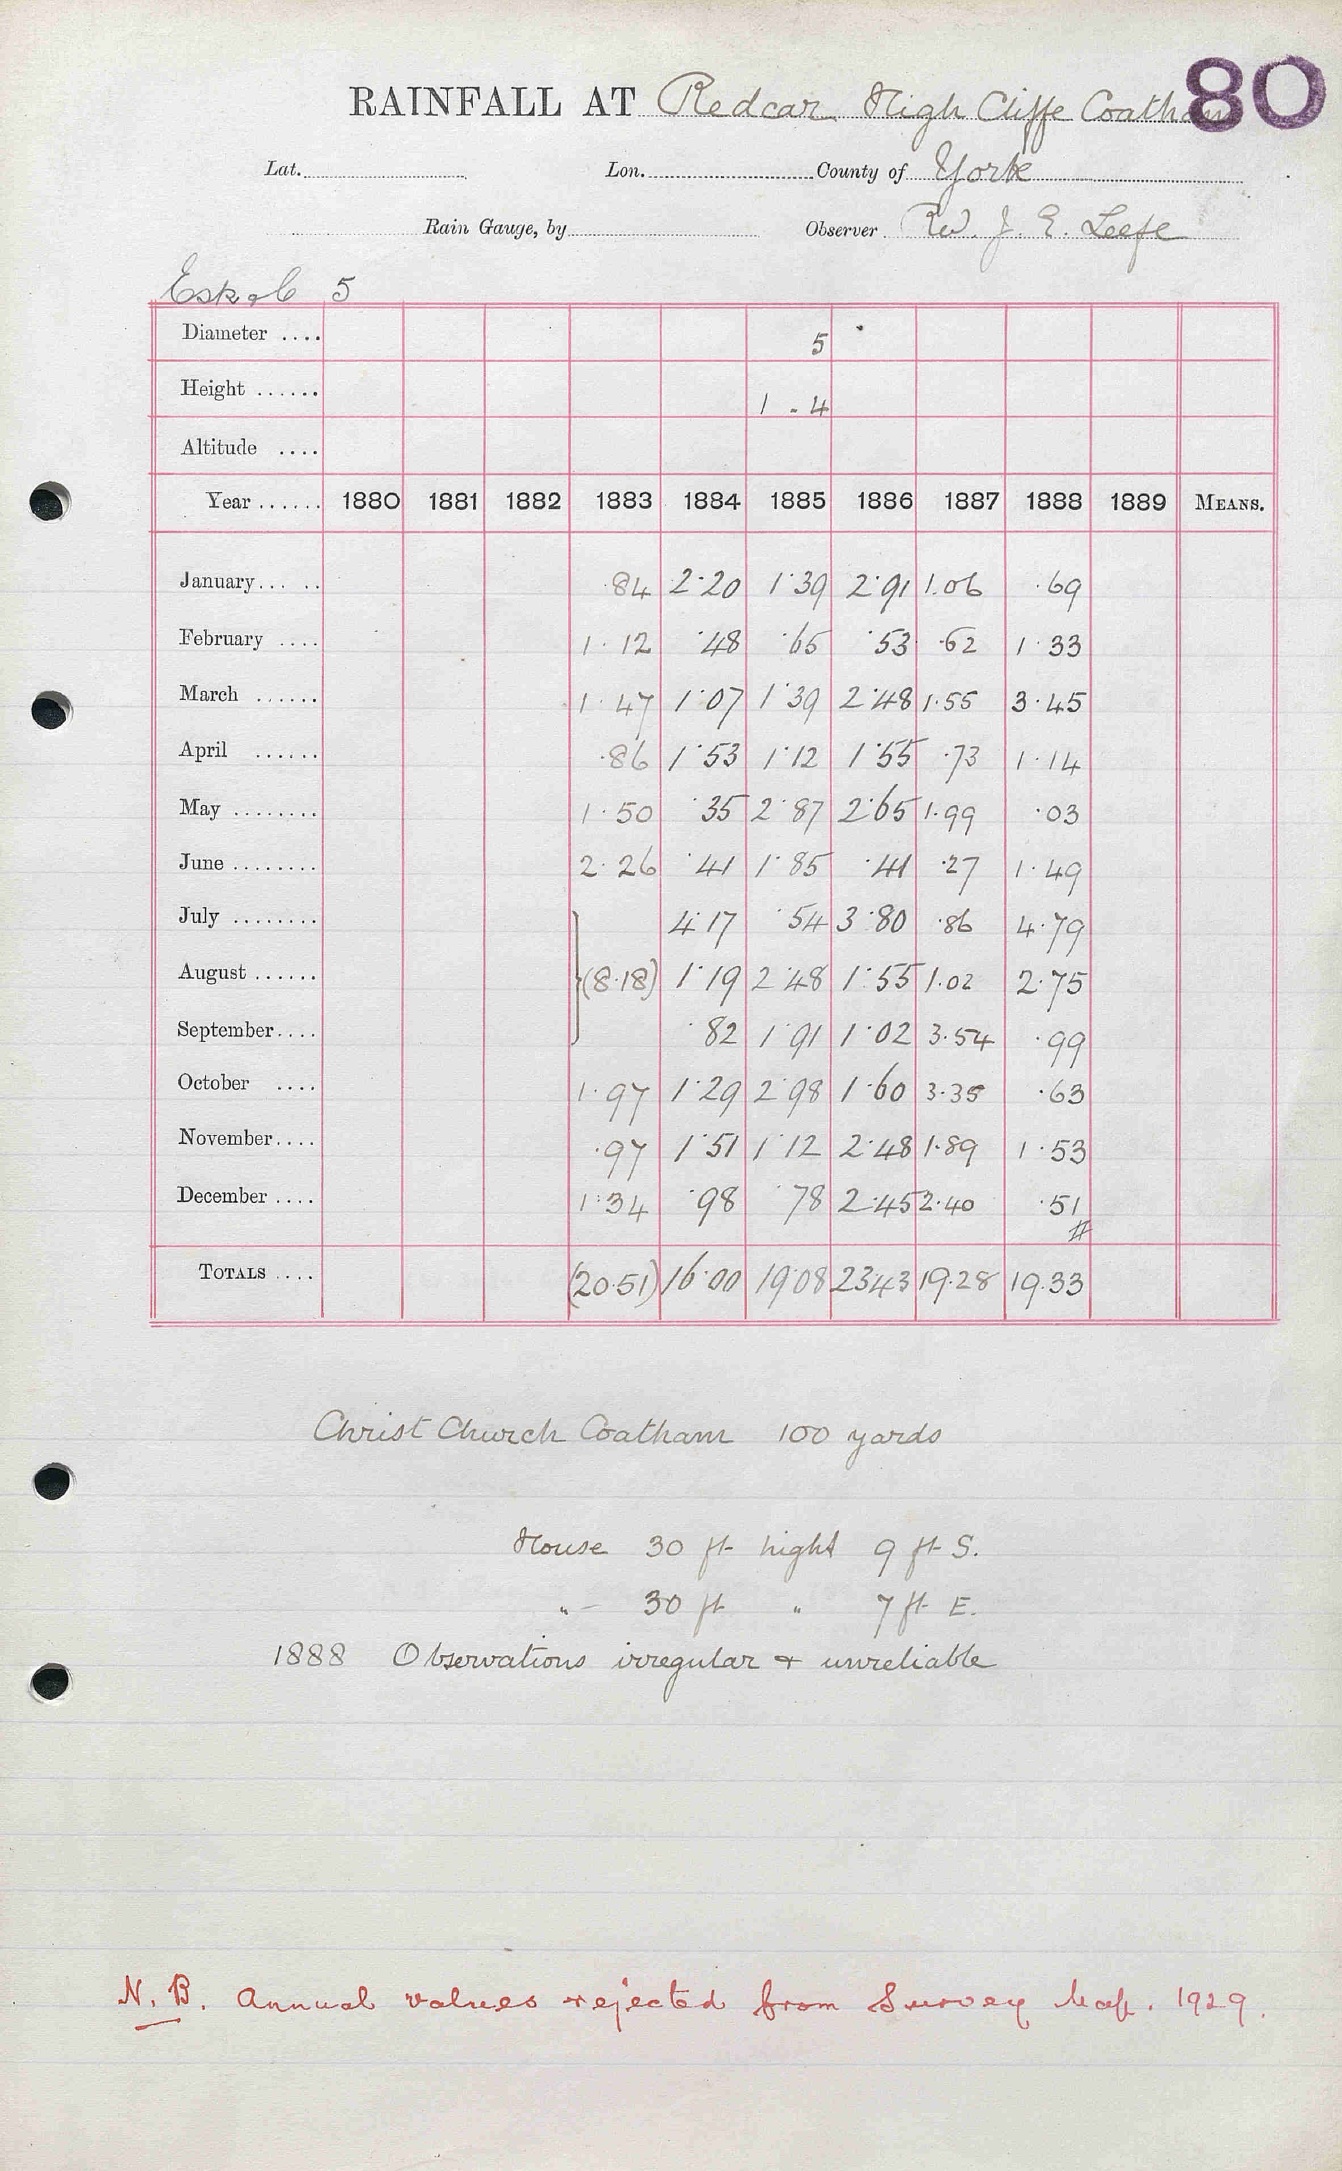 80
RAINFALL AT Redcar High Cliffe Coatham
Lat. Lon. County of York
Rain Gauge, by Observer Rev. J. E. Leefe
Esk &c 5
Diameter .... 5
Height ...... 1 . 4
Altitude ....
Year ...... 1880 1881 1882 1883 1884 1885 1886 1887 1888 1889 MEANS.
January... .. .84 2.20 1.39 2.91 1.06 .69
February .... 1.12 .48 .65 .53 .62 1.33
March ...... 1.47 1.07 1.39 2.48 1.55 3.45
April ...... .86 1.53 1.12 1.55 .73 1.14
May ........ 1.50 .35 2.87 2.65 1.99 .03
June ........ 2.26 .41 1.85 .41 .27 1.49
July ........ 4.17 .54 3.80 .86 4.79
August ...... (8.18) 1.19 2.48 1.55 1.02 2.75
September.... .82 1.91 1.02 3.54 .99
October .... 1.97 1.29 2.98 1.60 3.35 .63
November.... .97 1.51 1.12 2.48 1.89 1.53
December .... 1.34 .98 .78 2.45 2.40 .51
#
TOTALS .... (20.51) 16.00 19.08 23.43 19.28 19.33
Christ Church Coatham 100 yards
House 30 ft hight 9 ft S.
" — 30 ft " 7 ft E.
1888 Observations irregular & unreliable
N.B. Annual values rejected from Survey Map. 1929.